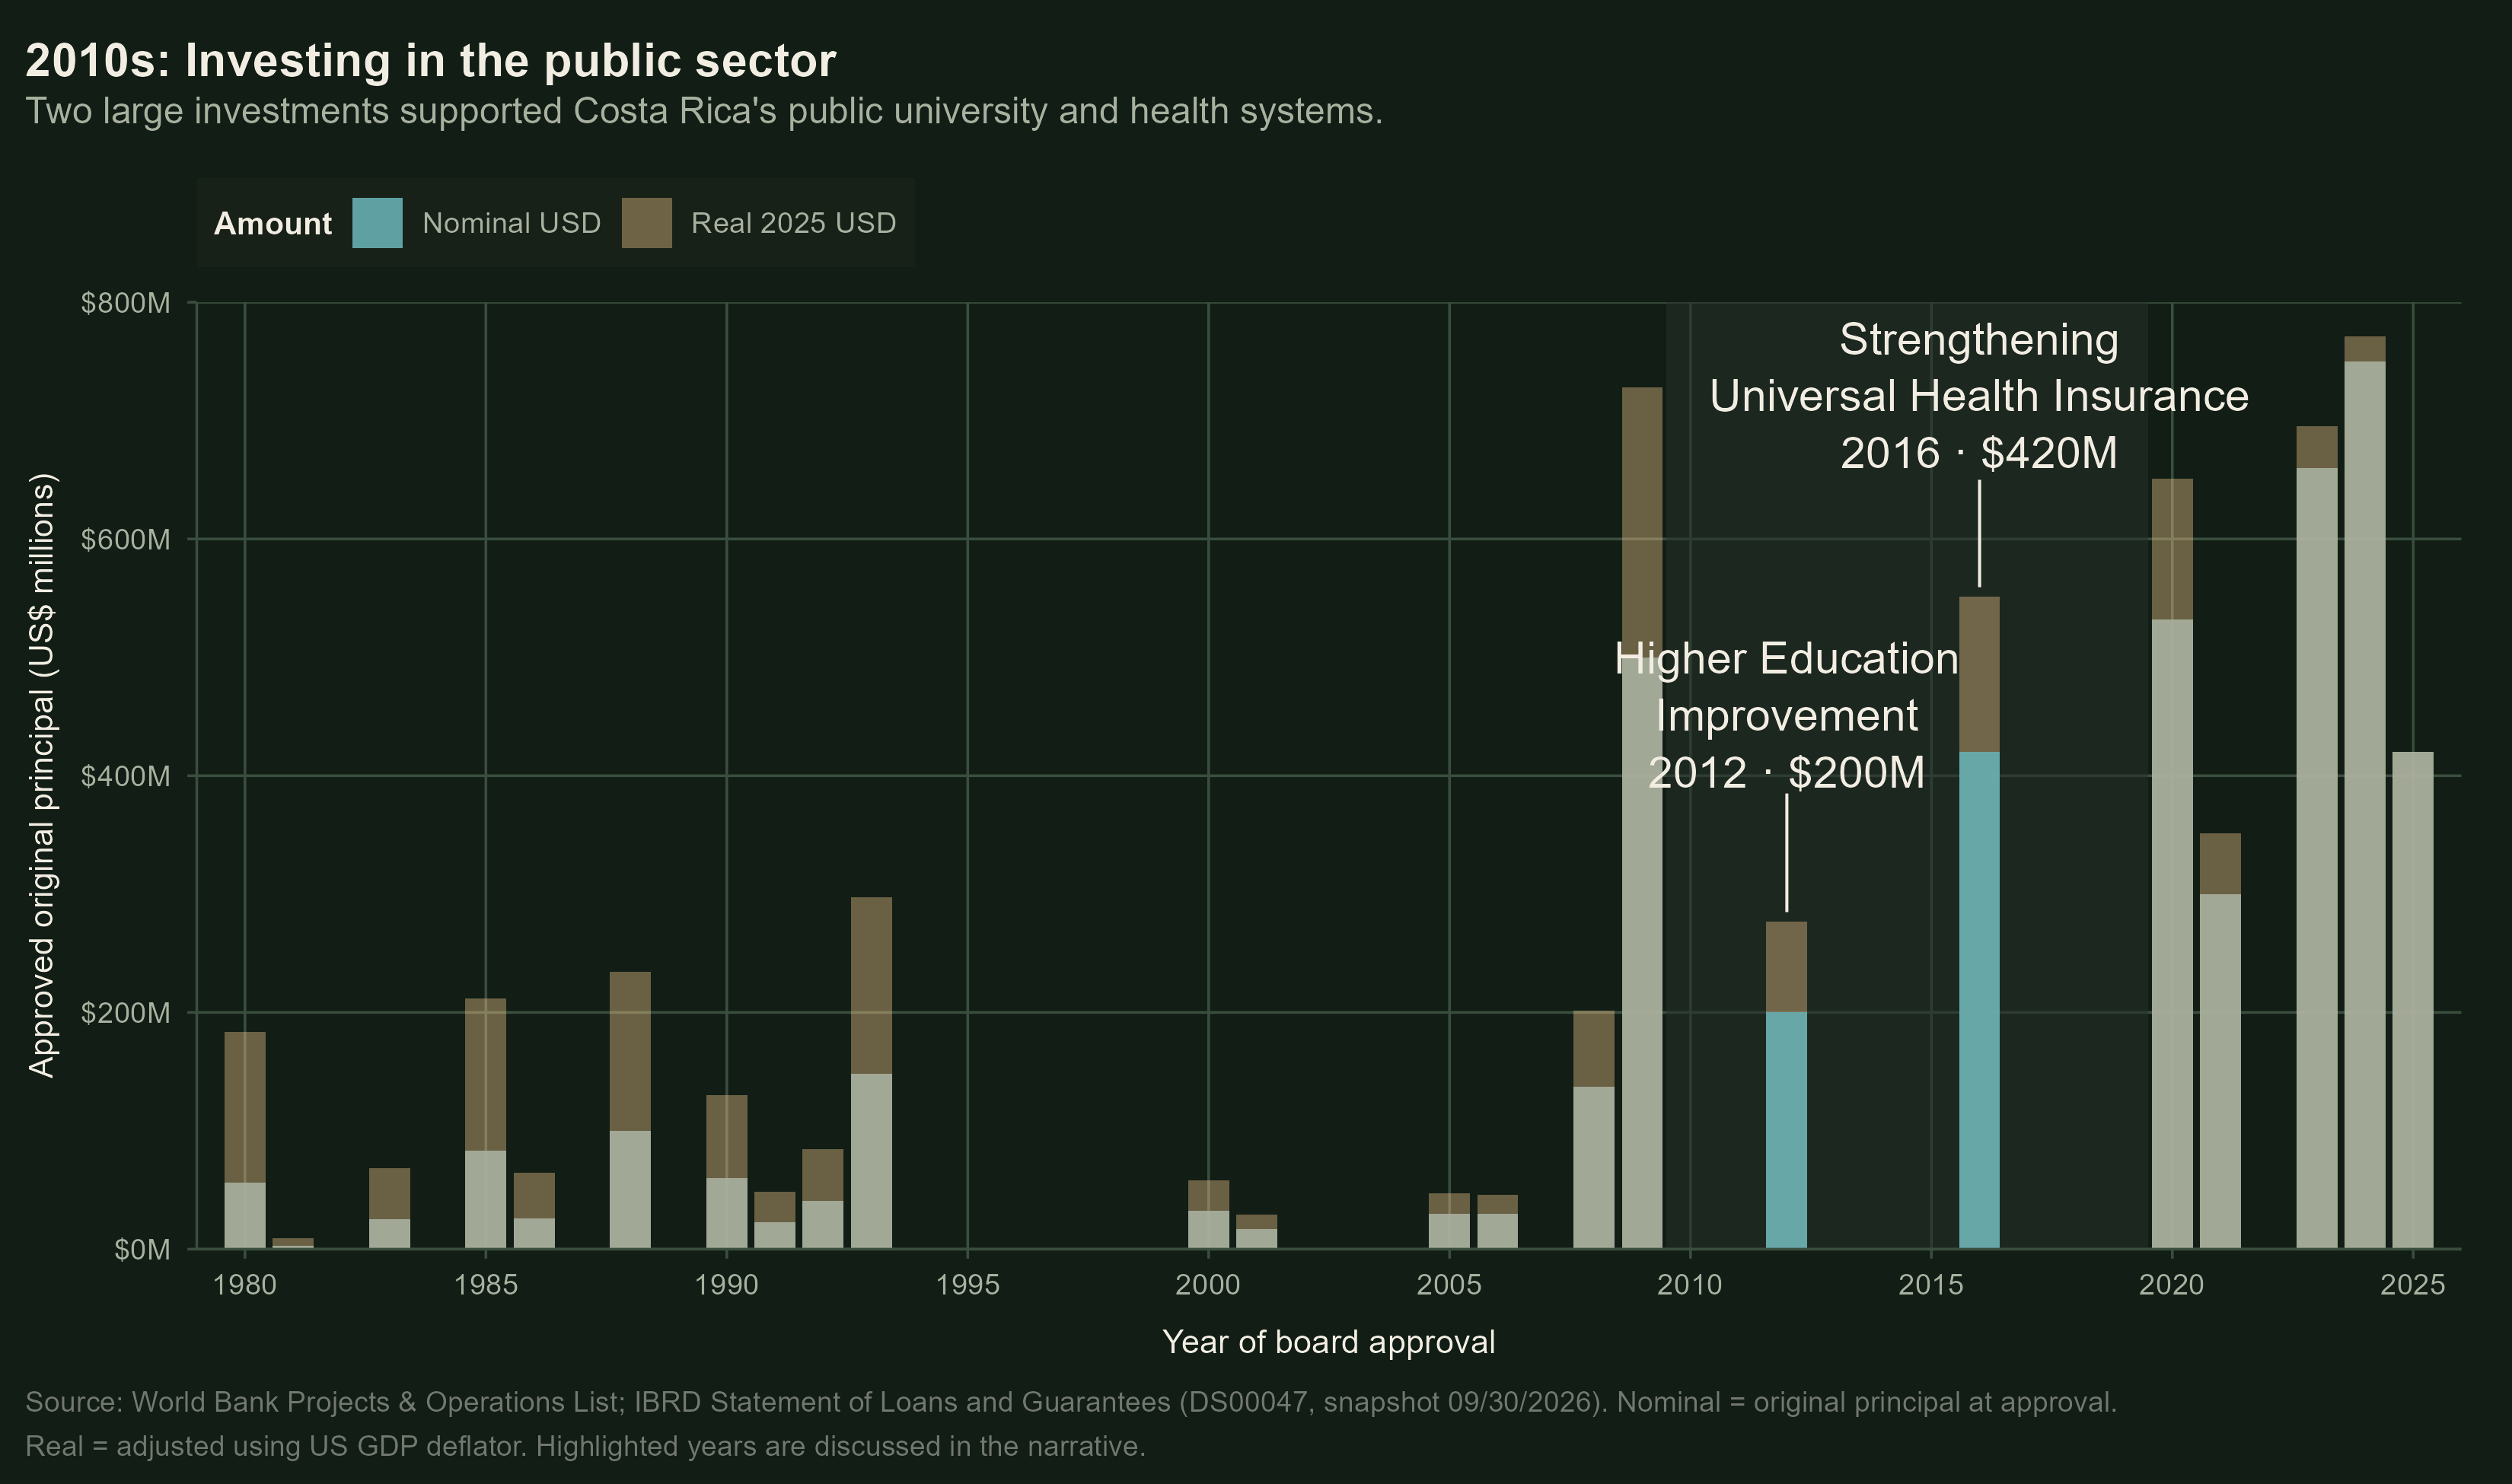 2010s: Investing in the public sector
Two large investments supported Costa Rica's public university and health systems.
Amount Nominal USD Real 2025 USD
Approved original principal (US$ millions)
$800M
$600M
$400M
$200M
$0M
Strengthening
Universal Health Insurance
2016 · $420M
Higher Education
Improvement
2012 · $200M
1980 1985 1990 1995 2000 2005 2010 2015 2020 2025
Year of board approval
Source: World Bank Projects & Operations List; IBRD Statement of Loans and Guarantees (DS00047, snapshot 09/30/2026). Nominal = original principal at approval.
Real = adjusted using US GDP deflator. Highlighted years are discussed in the narrative.